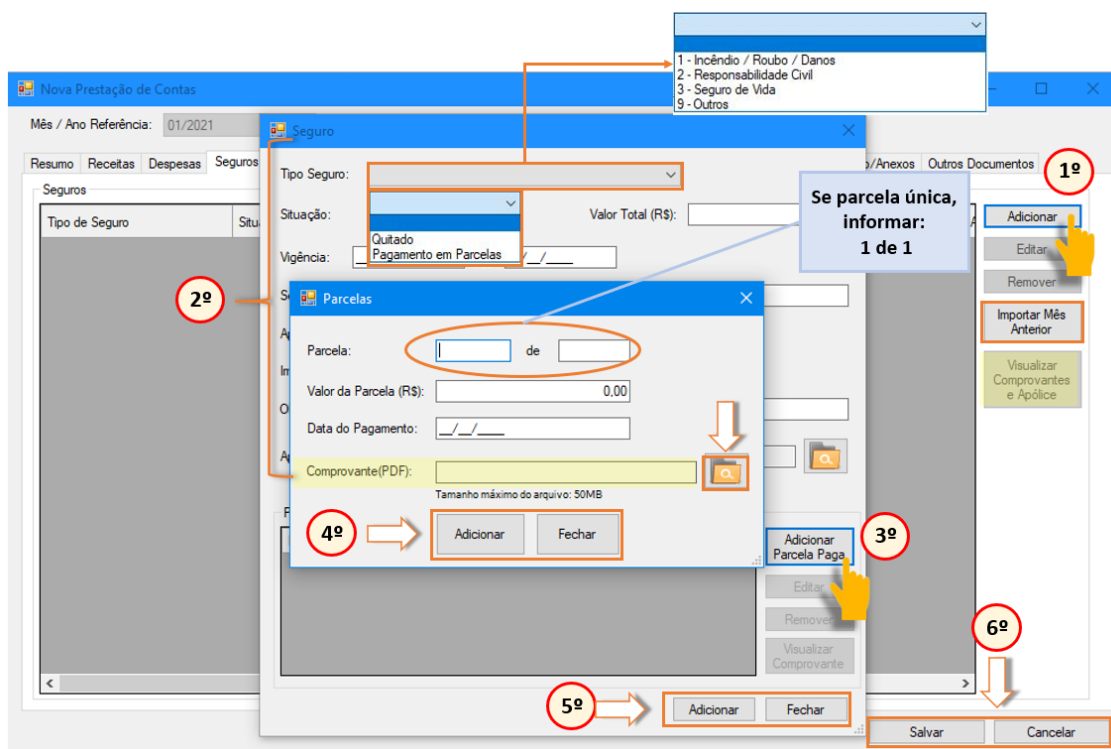 1 - Incêndio / Roubo / Danos
2 - Responsabilidade Civil
3 - Seguro de Vida
9 - Outros
Nova Prestação de Contas
Mês / Ano Referência: 01/2021
Resumo Receitas Despesas Seguros
Outros Documentos
1º
Seguros
Tipo de Seguro
Adicionar
Editar
Remover
Importar Mês
Anterior
Visualizar
Comprovantes
e Apólice
2º
Seguro
Tipo Seguro:
Situação:
Quitado
Pagamento em Parcelas
Valor Total (R$):
Vigência: __/__/____
Se parcela única,
informar:
1 de 1
Parcelas
Parcela: de
Valor da Parcela (R$): 0,00
Data do Pagamento: __/__/____
Comprovante(PDF):
Tamanho máximo do arquivo: 50MB
4º
Adicionar Fechar
Adicionar
Parcela Paga
3º
Editar
Remover
Visualizar
Comprovante
5º
Adicionar Fechar
6º
Salvar Cancelar